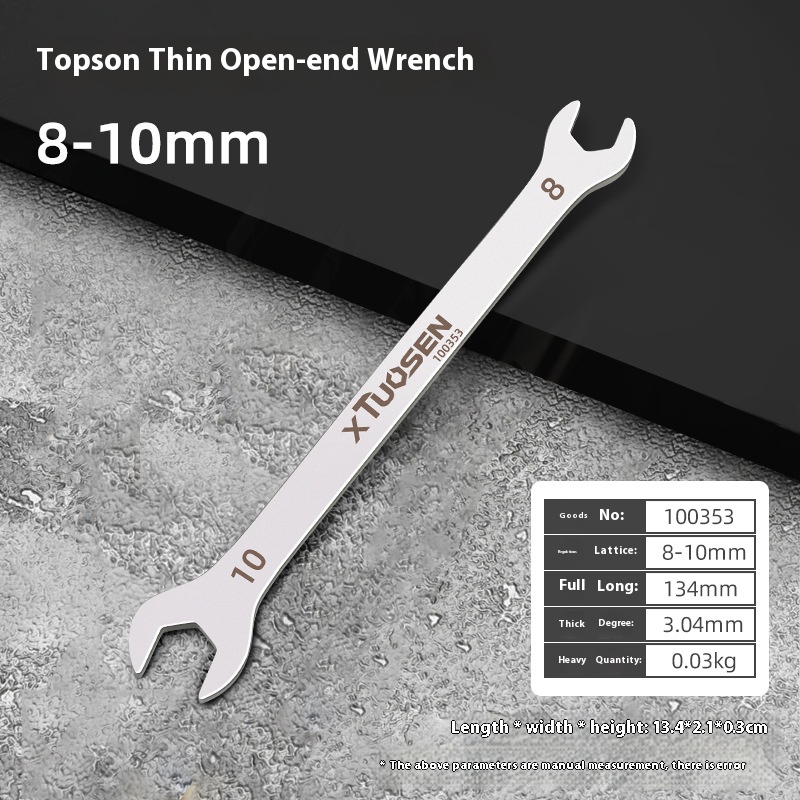 Topson Thin Open-end Wrench
8-10mm
8
XTUOSEN
100353
10
Goods No: 100353
Regulations Lattice: 8-10mm
Full Long: 134mm
Thick Degree: 3.04mm
Heavy Quantity: 0.03kg
Length * width * height: 13.4*2.1*0.3cm
* The above parameters are manual measurement, there is error